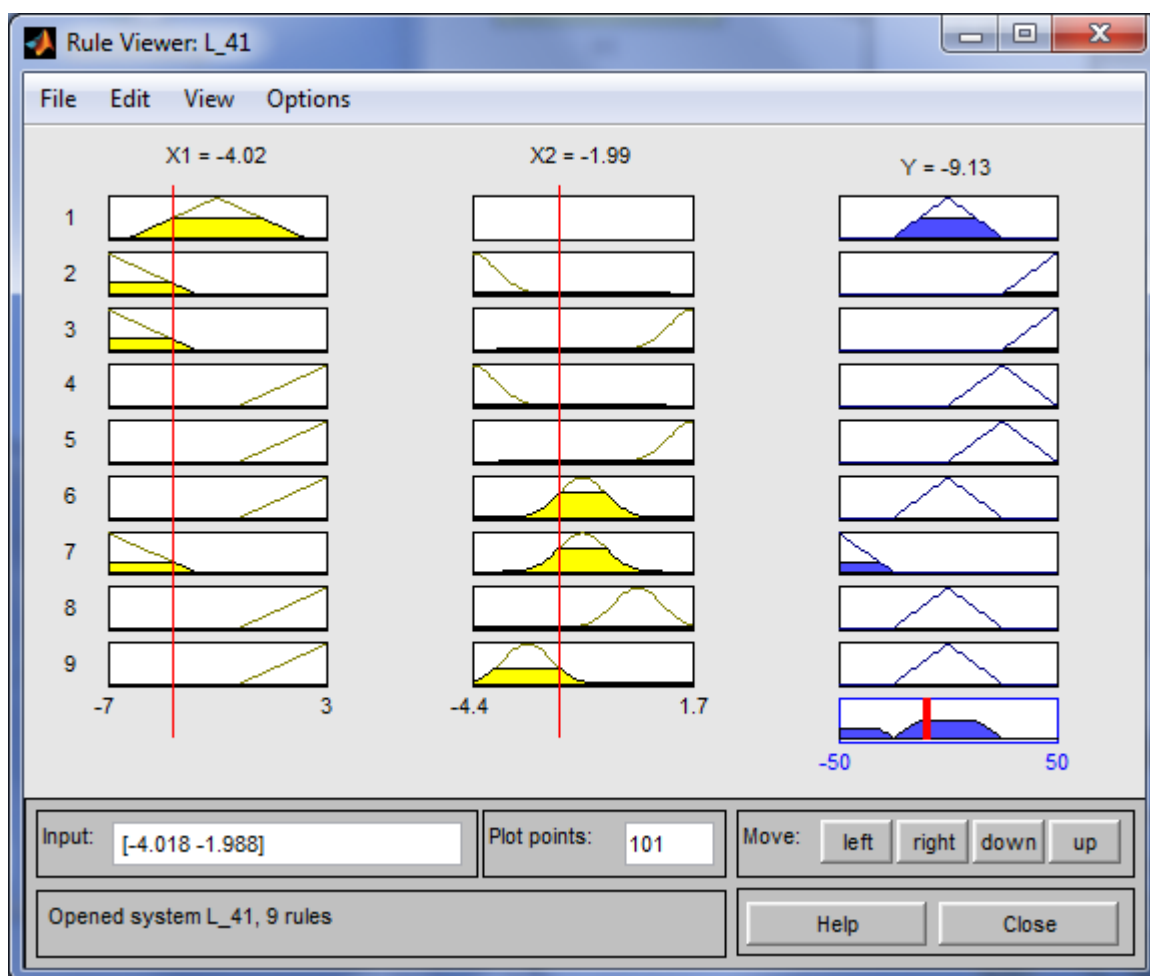 Rule Viewer: L_41
File Edit View Options
X1 = -4.02 X2 = -1.99 Y = -9.13
1
2
3
4
5
6
7
8
9
-7 3 -4.4 1.7
-50 50
Input: [-4.018 -1.988] Plot points: 101 Move: left right down up
Opened system L_41, 9 rules Help Close